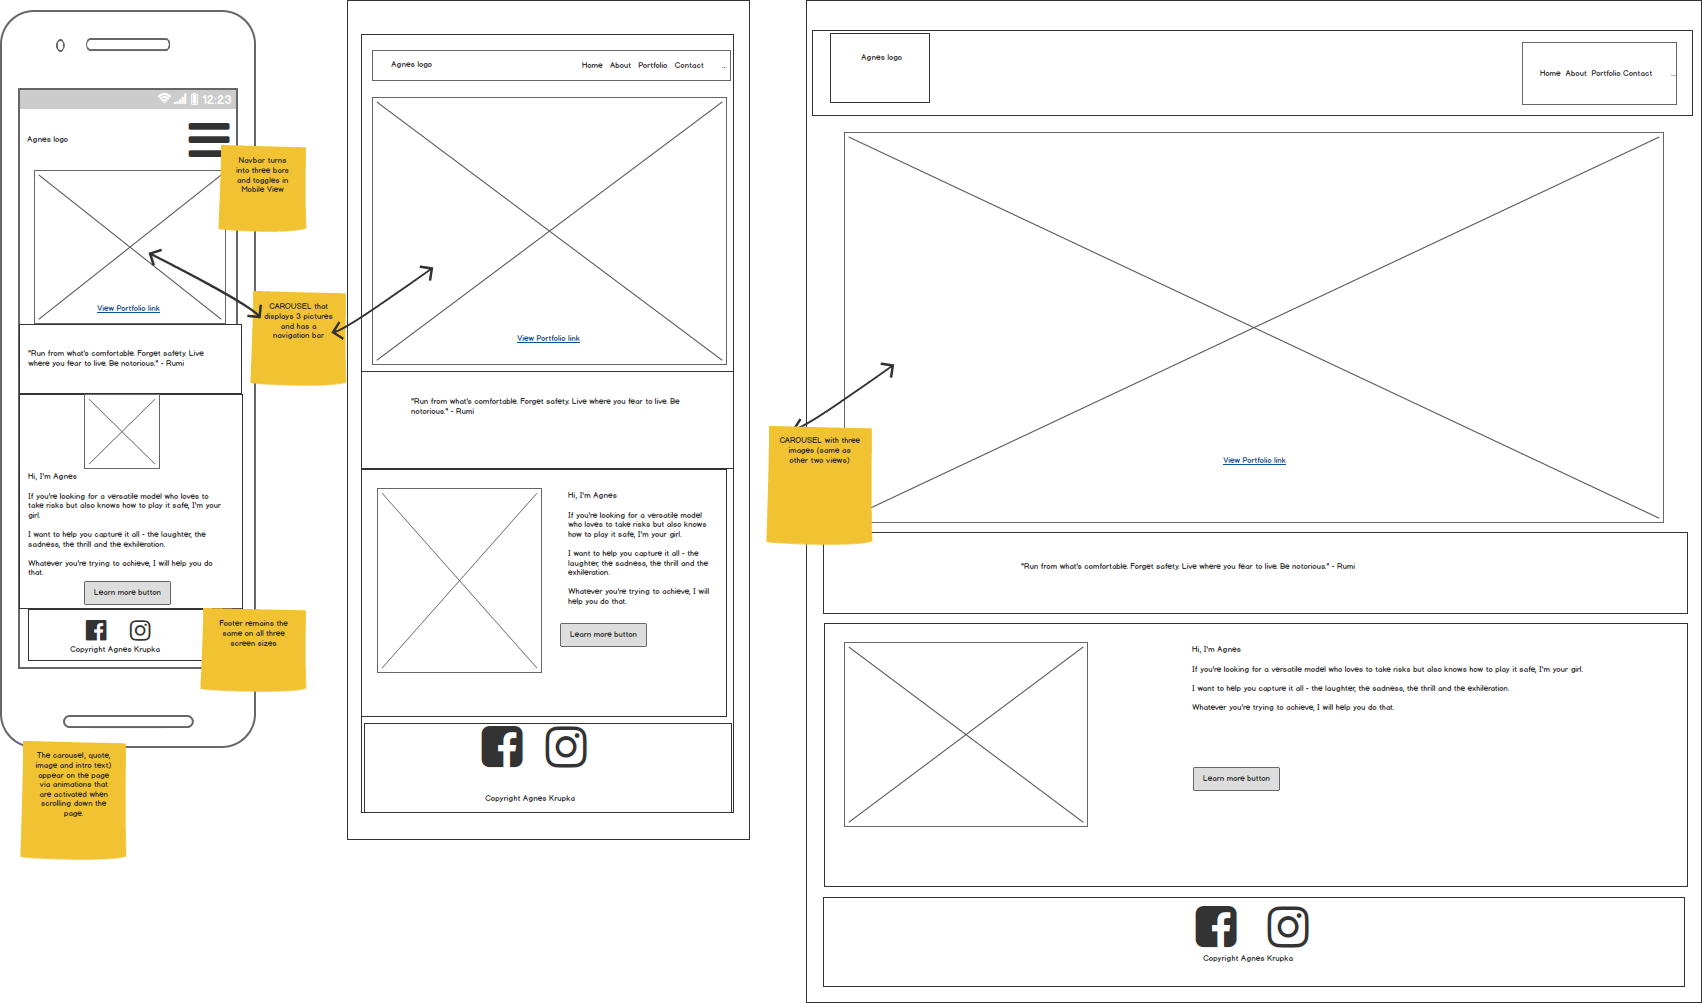 12:23
Agnes logo
Navbar turns
into three bars
and toggles in
Mobile View
View Portfolio link
CAROUSEL that
displays 3 pictures
and has a
navigation bar
"Run from what's comfortable. Forget safety. Live
where you fear to live. Be notorious." - Rumi
Hi, I'm Agnes
If you're looking for a versatile model who loves to
take risks but also knows how to play it safe, I'm your
girl.
I want to help you capture it all - the laughter, the
sadness, the thrill and the exhileration.
Whatever you're trying to achieve, I will help you do
that.
Learn more button
Copyright Agnes Krupka
Footer remains the
same on all three
screen sizes
The carousel, quote,
image and intro text)
appear on the page
via animations that
are activated when
scrolling down the
page.
Agnes logo
Home About Portfolio Contact ...
View Portfolio link
"Run from what's comfortable. Forget safety. Live where you fear to live. Be
notorious." - Rumi
Hi, I'm Agnes
If you're looking for a versatile model
who loves to take risks but also knows
how to play it safe, I'm your girl.
I want to help you capture it all - the
laughter, the sadness, the thrill and the
exhileration.
Whatever you're trying to achieve, I will
help you do that.
Learn more button
Copyright Agnes Krupka
Agnes logo
Home About Portfolio Contact ...
CAROUSEL with three
images (same as
other two views)
View Portfolio link
"Run from what's comfortable. Forget safety. Live where you fear to live. Be notorious." - Rumi
Hi, I'm Agnes
If you're looking for a versatile model who loves to take risks but also knows how to play it safe, I'm your girl.
I want to help you capture it all - the laughter, the sadness, the thrill and the exhileration.
Whatever you're trying to achieve, I will help you do that.
Learn more button
Copyright Agnes Krupka